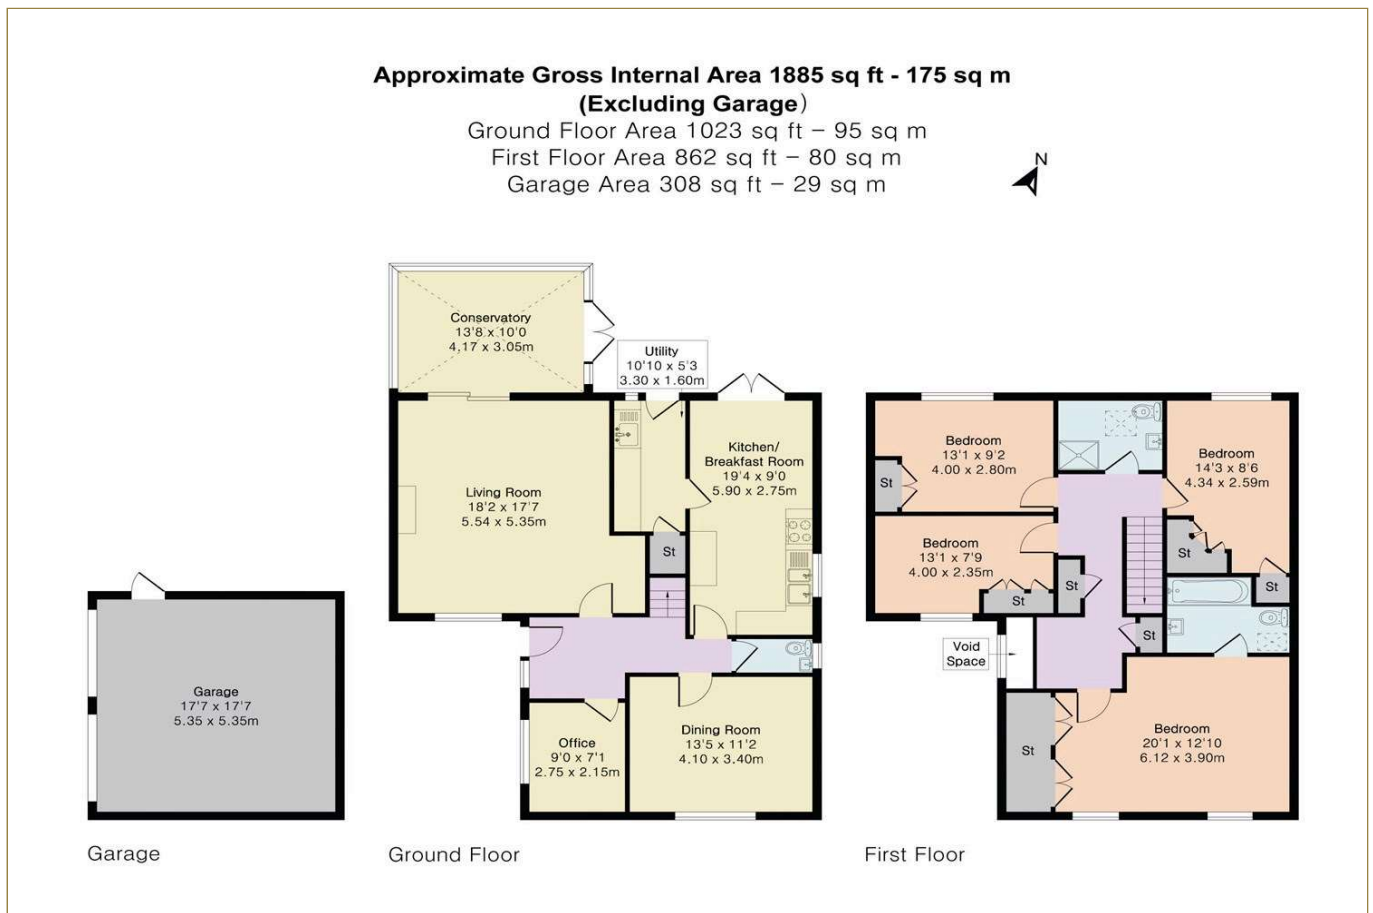 Approximate Gross Internal Area 1885 sq ft - 175 sq m
(Excluding Garage)
Ground Floor Area 1023 sq ft – 95 sq m
First Floor Area 862 sq ft – 80 sq m
Garage Area 308 sq ft – 29 sq m
N
Conservatory
13'8 x 10'0
4.17 x 3.05m
Utility
10'10 x 5'3
3.30 x 1.60m
Kitchen/
Breakfast Room
19'4 x 9'0
5.90 x 2.75m
Living Room
18'2 x 17'7
5.54 x 5.35m
St
Office
9'0 x 7'1
2.75 x 2.15m
Dining Room
13'5 x 11'2
4.10 x 3.40m
Garage
17'7 x 17'7
5.35 x 5.35m
Bedroom
13'1 x 9'2
4.00 x 2.80m
St
Bedroom
14'3 x 8'6
4.34 x 2.59m
St
St
Bedroom
13'1 x 7'9
4.00 x 2.35m
St
St
St
Void
Space
St
Bedroom
20'1 x 12'10
6.12 x 3.90m
Garage
Ground Floor
First Floor